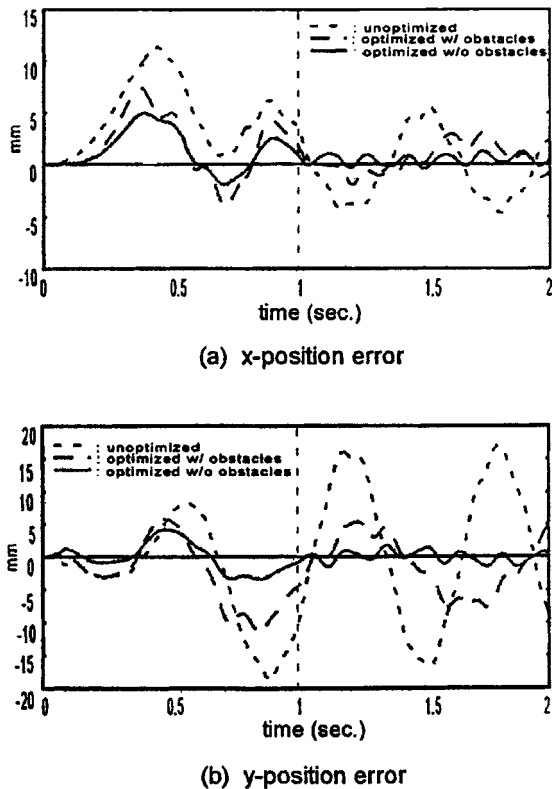 15
10
5
0
-5
-10
mm
unoptimized
optimized w/ obstacles
optimized w/o obstacles
0 0.5 1 1.5 2
time (sec.)
(a) x-position error
20
15
10
5
0
-5
-10
-15
-20
mm
unoptimized
optimized w/ obstacles
optimized w/o obstacles
0 0.5 1 1.5 2
time (sec.)
(b) y-position error